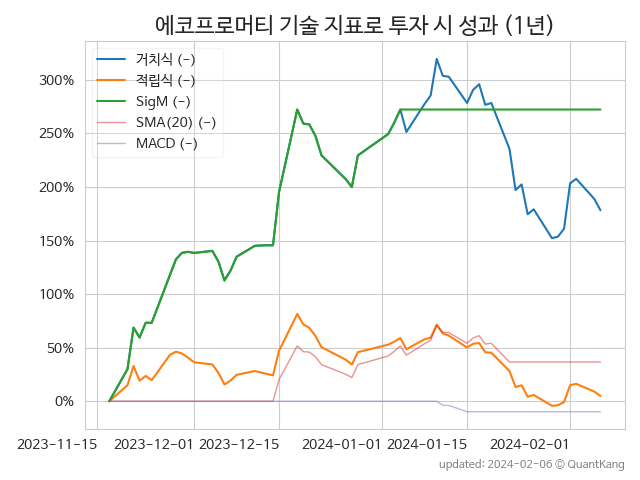 에코프로머티 기술 지표로 투자 시 성과 (1년)
거치식 (-)
적립식 (-)
SigM (-)
SMA(20) (-)
MACD (-)
300%
250%
200%
150%
100%
50%
0%
2023-11-15 2023-12-01 2023-12-15 2024-01-01 2024-01-15 2024-02-01
updated: 2024-02-06 © QuantKang